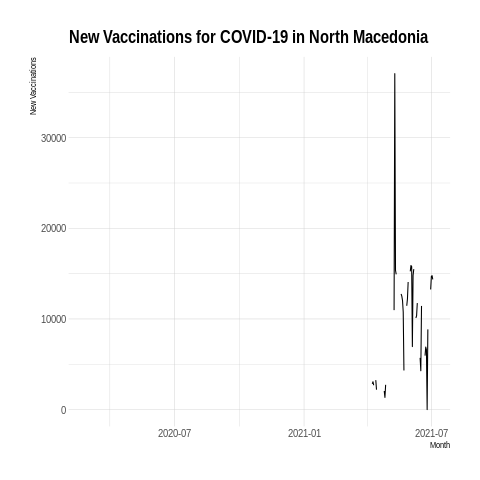 New Vaccinations for COVID-19 in North Macedonia
New Vaccinations
30000
20000
10000
0
2020-07 2021-01 2021-07
Month